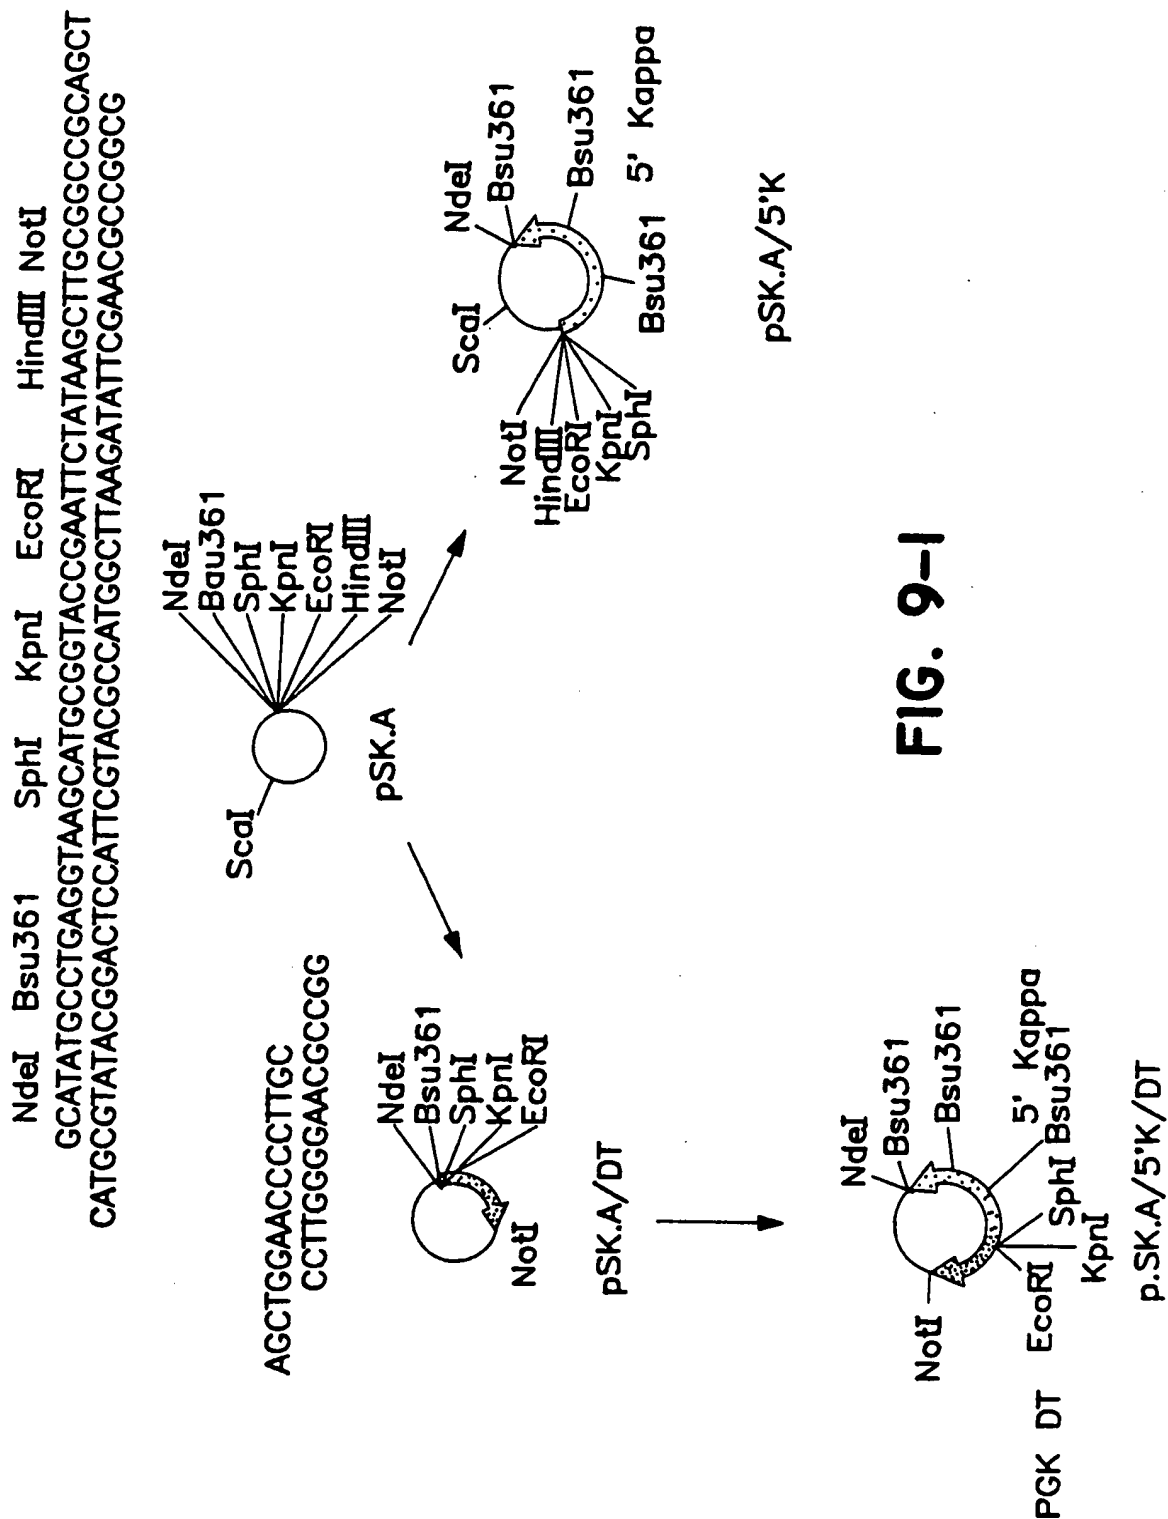 NdeI Bsu361 SphI KpnI EcoRI HindIII NotI
GCATATGCCTGAGGTAAGCATGCGGTACCGAATTCTATAAGCTTGCGGCCGCAGCT
CATGCGTATACGGACTCCATTCGTACGCCATGGCTTAAGATATTCGAACGCCGGCG
ScaI
NdeI
Bau361
SphI
KpnI
EcoRI
HindIII
NotI
pSK.A
AGCTGGAACCCCTTGC
CCTTGGGGAACGCCGG
NdeI
Bsu361
SphI
KpnI
EcoRI
NotI
pSK.A/DT
ScaI
NdeI
Bsu361
Bsu361
Bsu361 5' Kappa
NotI
HindIII
EcoRI
KpnI
SphI
pSK.A/5'K
NdeI
Bsu361
Bsu361
5' Kappa
SphI Bsu361
KpnI
EcoRI
NotI
PGK DT
p.SK.A/5'K/DT
FIG. 9-1